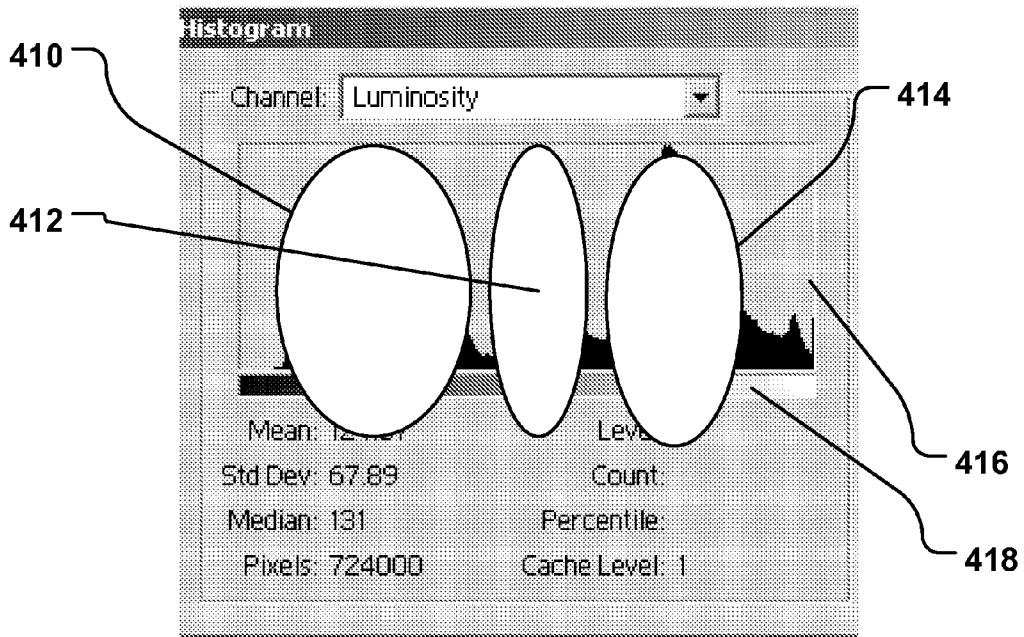 Histogram
410
Channel: Luminosity
414
412
Mean:
Std Dev: 67.89 Count:
416
Median: 131 Percentile:
Pixels: 724000 Cache Level: 1
418